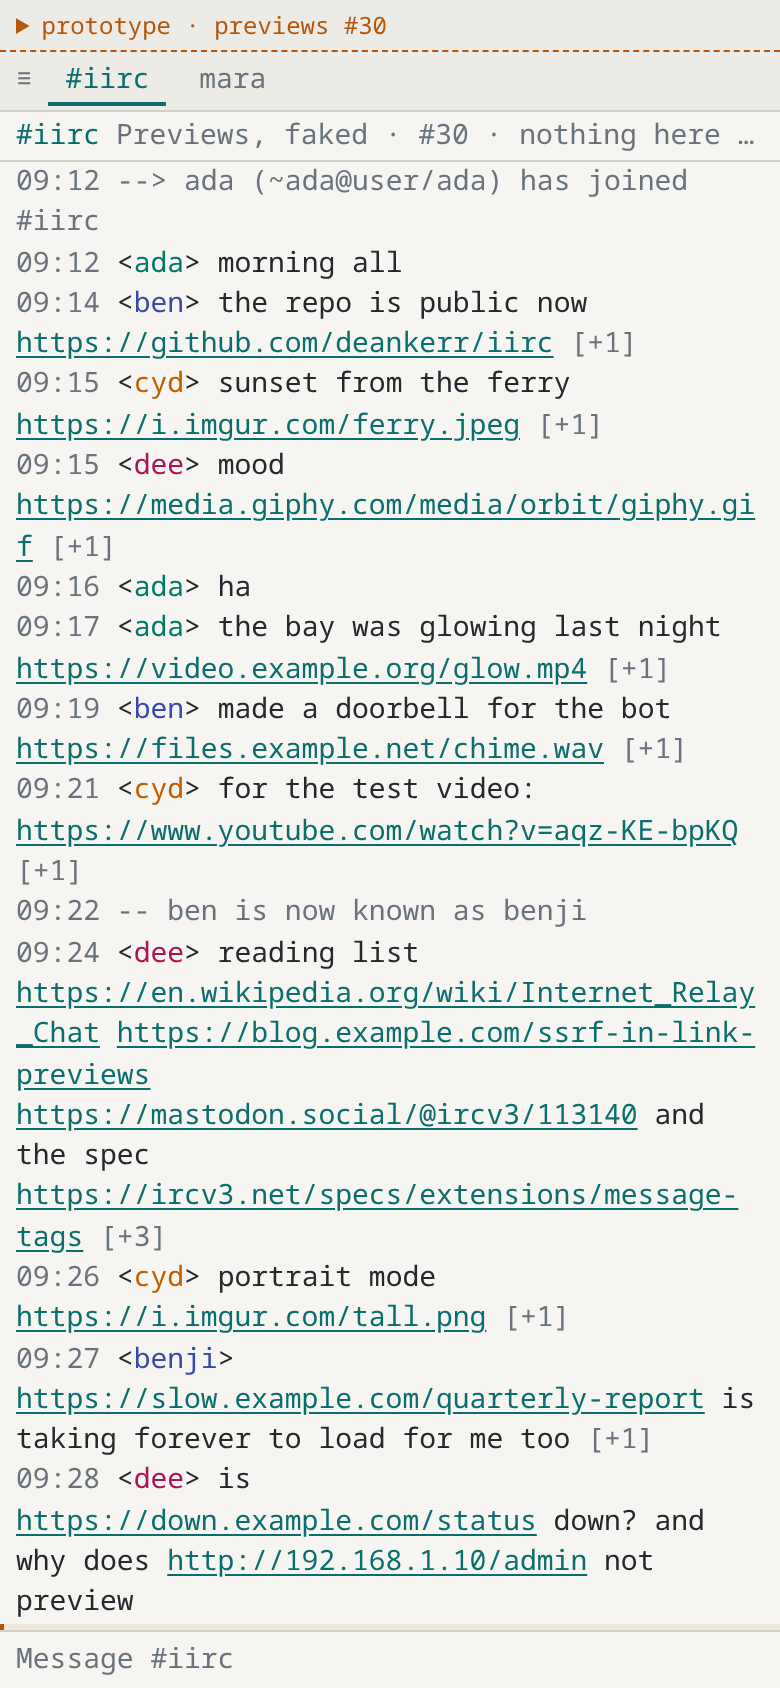 ▶ prototype · previews #30
≡ #iirc mara
#iirc Previews, faked · #30 · nothing here …
09:12 --> ada (~ada@user/ada) has joined
#iirc
09:12 <ada> morning all
09:14 <ben> the repo is public now
https://github.com/deankerr/iirc [+1]
09:15 <cyd> sunset from the ferry
https://i.imgur.com/ferry.jpeg [+1]
09:15 <dee> mood
https://media.giphy.com/media/orbit/giphy.gi
f [+1]
09:16 <ada> ha
09:17 <ada> the bay was glowing last night
https://video.example.org/glow.mp4 [+1]
09:19 <ben> made a doorbell for the bot
https://files.example.net/chime.wav [+1]
09:21 <cyd> for the test video:
https://www.youtube.com/watch?v=aqz-KE-bpKQ
[+1]
09:22 -- ben is now known as benji
09:24 <dee> reading list
https://en.wikipedia.org/wiki/Internet_Relay
_Chat https://blog.example.com/ssrf-in-link-
previews
https://mastodon.social/@ircv3/113140 and
the spec
https://ircv3.net/specs/extensions/message-
tags [+3]
09:26 <cyd> portrait mode
https://i.imgur.com/tall.png [+1]
09:27 <benji>
https://slow.example.com/quarterly-report is
taking forever to load for me too [+1]
09:28 <dee> is
https://down.example.com/status down? and
why does http://192.168.1.10/admin not
preview
Message #iirc